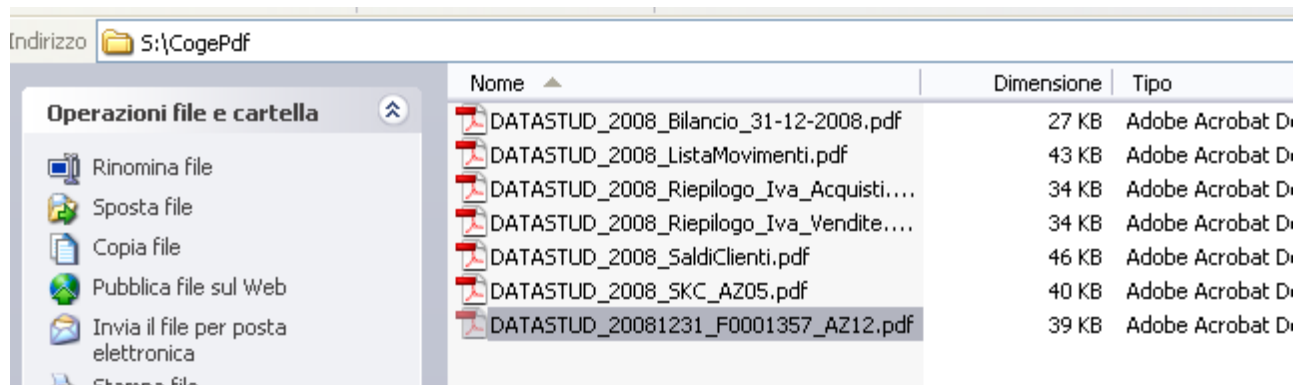 Indirizzo S:\CogePdf
Nome Dimensione Tipo
Operazioni file e cartella
Rinomina file
Sposta file
Copia file
Pubblica file sul Web
Invia il file per posta
elettronica
Stampa file
DATASTUD_2008_Bilancio_31-12-2008.pdf 27 KB Adobe Acrobat D
DATASTUD_2008_ListaMovimenti.pdf 43 KB Adobe Acrobat D
DATASTUD_2008_Riepilogo_Iva_Acquisti.... 34 KB Adobe Acrobat D
DATASTUD_2008_Riepilogo_Iva_Vendite.... 34 KB Adobe Acrobat D
DATASTUD_2008_SaldiClienti.pdf 46 KB Adobe Acrobat D
DATASTUD_2008_SKC_AZ05.pdf 40 KB Adobe Acrobat D
DATASTUD_20081231_F0001357_AZ12.pdf 39 KB Adobe Acrobat D